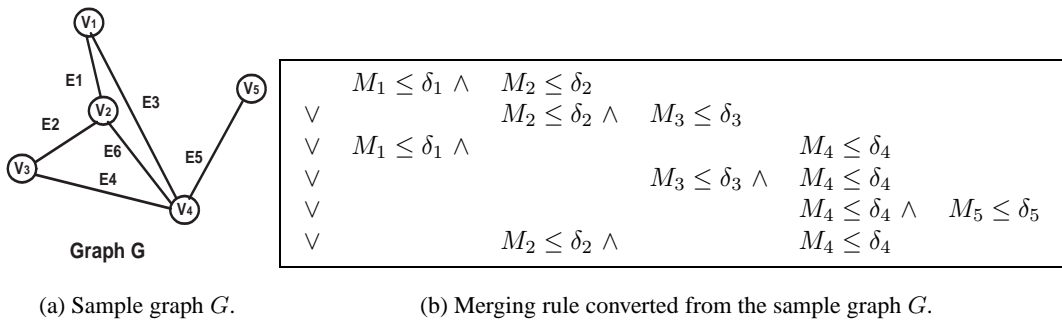 V1
E1
E3
V5
V2
E2
E6
E5
V3
E4
V4
Graph G
M₁ ≤ δ₁ ∧ M₂ ≤ δ₂
∨ M₂ ≤ δ₂ ∧ M₃ ≤ δ₃
∨ M₁ ≤ δ₁ ∧ M₄ ≤ δ₄
∨ M₃ ≤ δ₃ ∧ M₄ ≤ δ₄
∨ M₄ ≤ δ₄ ∧ M₅ ≤ δ₅
∨ M₂ ≤ δ₂ ∧ M₄ ≤ δ₄
(a) Sample graph G.
(b) Merging rule converted from the sample graph G.